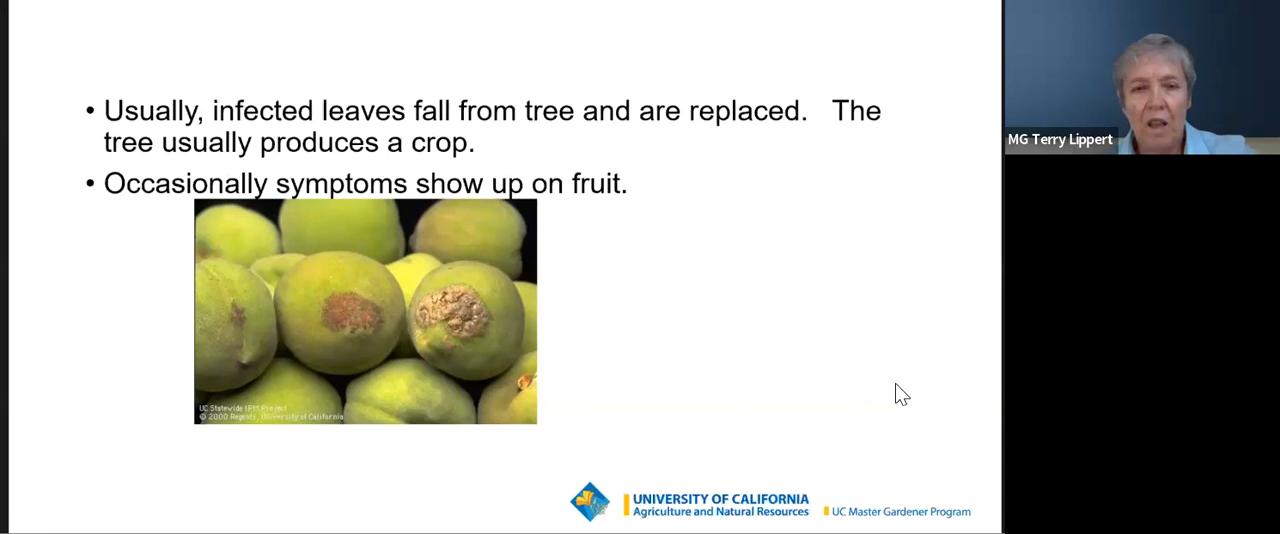 • Usually, infected leaves fall from tree and are replaced. The
tree usually produces a crop.
• Occasionally symptoms show up on fruit.
UC Statewide IPM Project
© 2000 Regents, University of California
UNIVERSITY OF CALIFORNIA
Agriculture and Natural Resources
UC Master Gardener Program
MG Terry Lippert